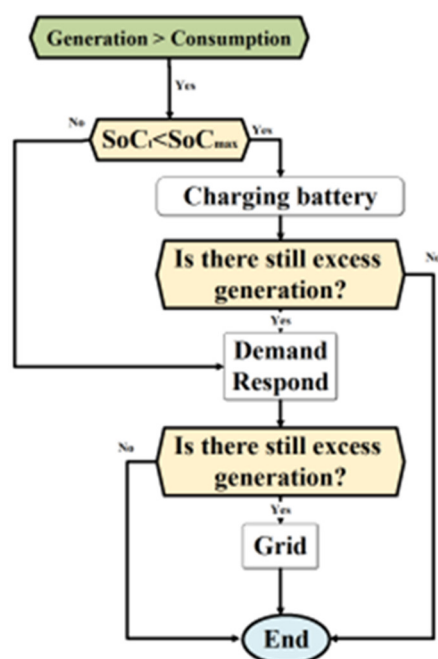 Generation > Consumption
Yes
No
SoCₜ<SoCₘₐₓ
Yes
Charging battery
Is there still excess
generation?
No
Yes
Demand
Respond
No
Is there still excess
generation?
Yes
Grid
End